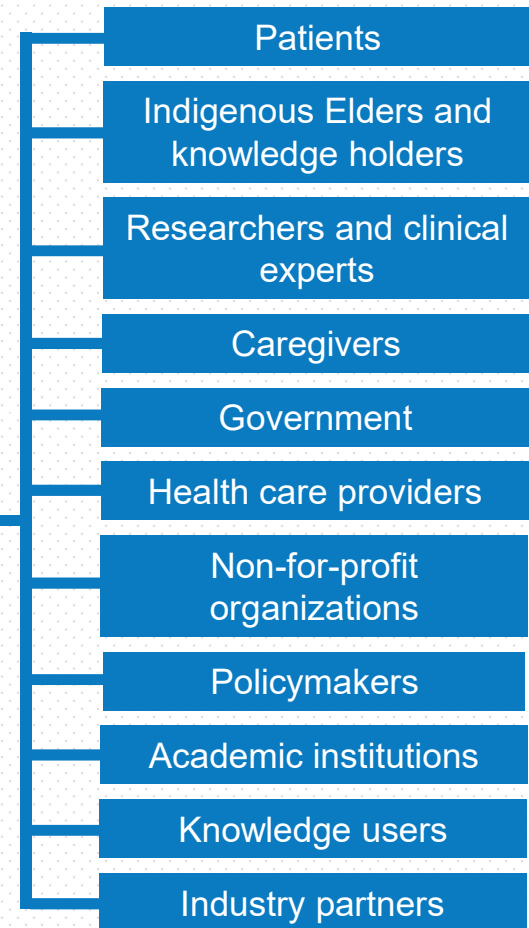 Patients
Indigenous Elders and
knowledge holders
Researchers and clinical
experts
Caregivers
Government
Health care providers
Non-for-profit
organizations
Policymakers
Academic institutions
Knowledge users
Industry partners